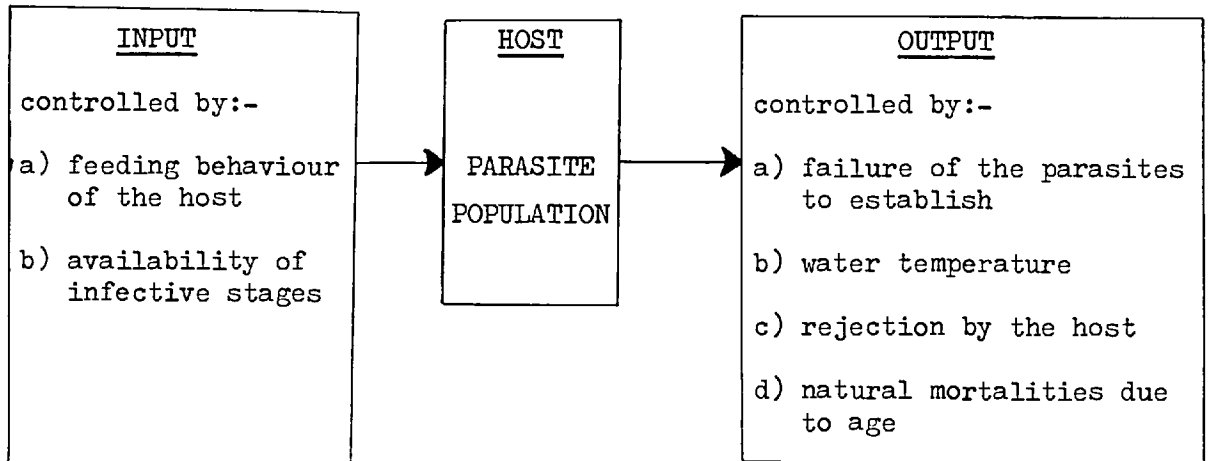 INPUT
controlled by:-
a) feeding behaviour
of the host
b) availability of
infective stages
HOST
PARASITE
POPULATION
OUTPUT
controlled by:-
a) failure of the parasites
to establish
b) water temperature
c) rejection by the host
d) natural mortalities due
to age